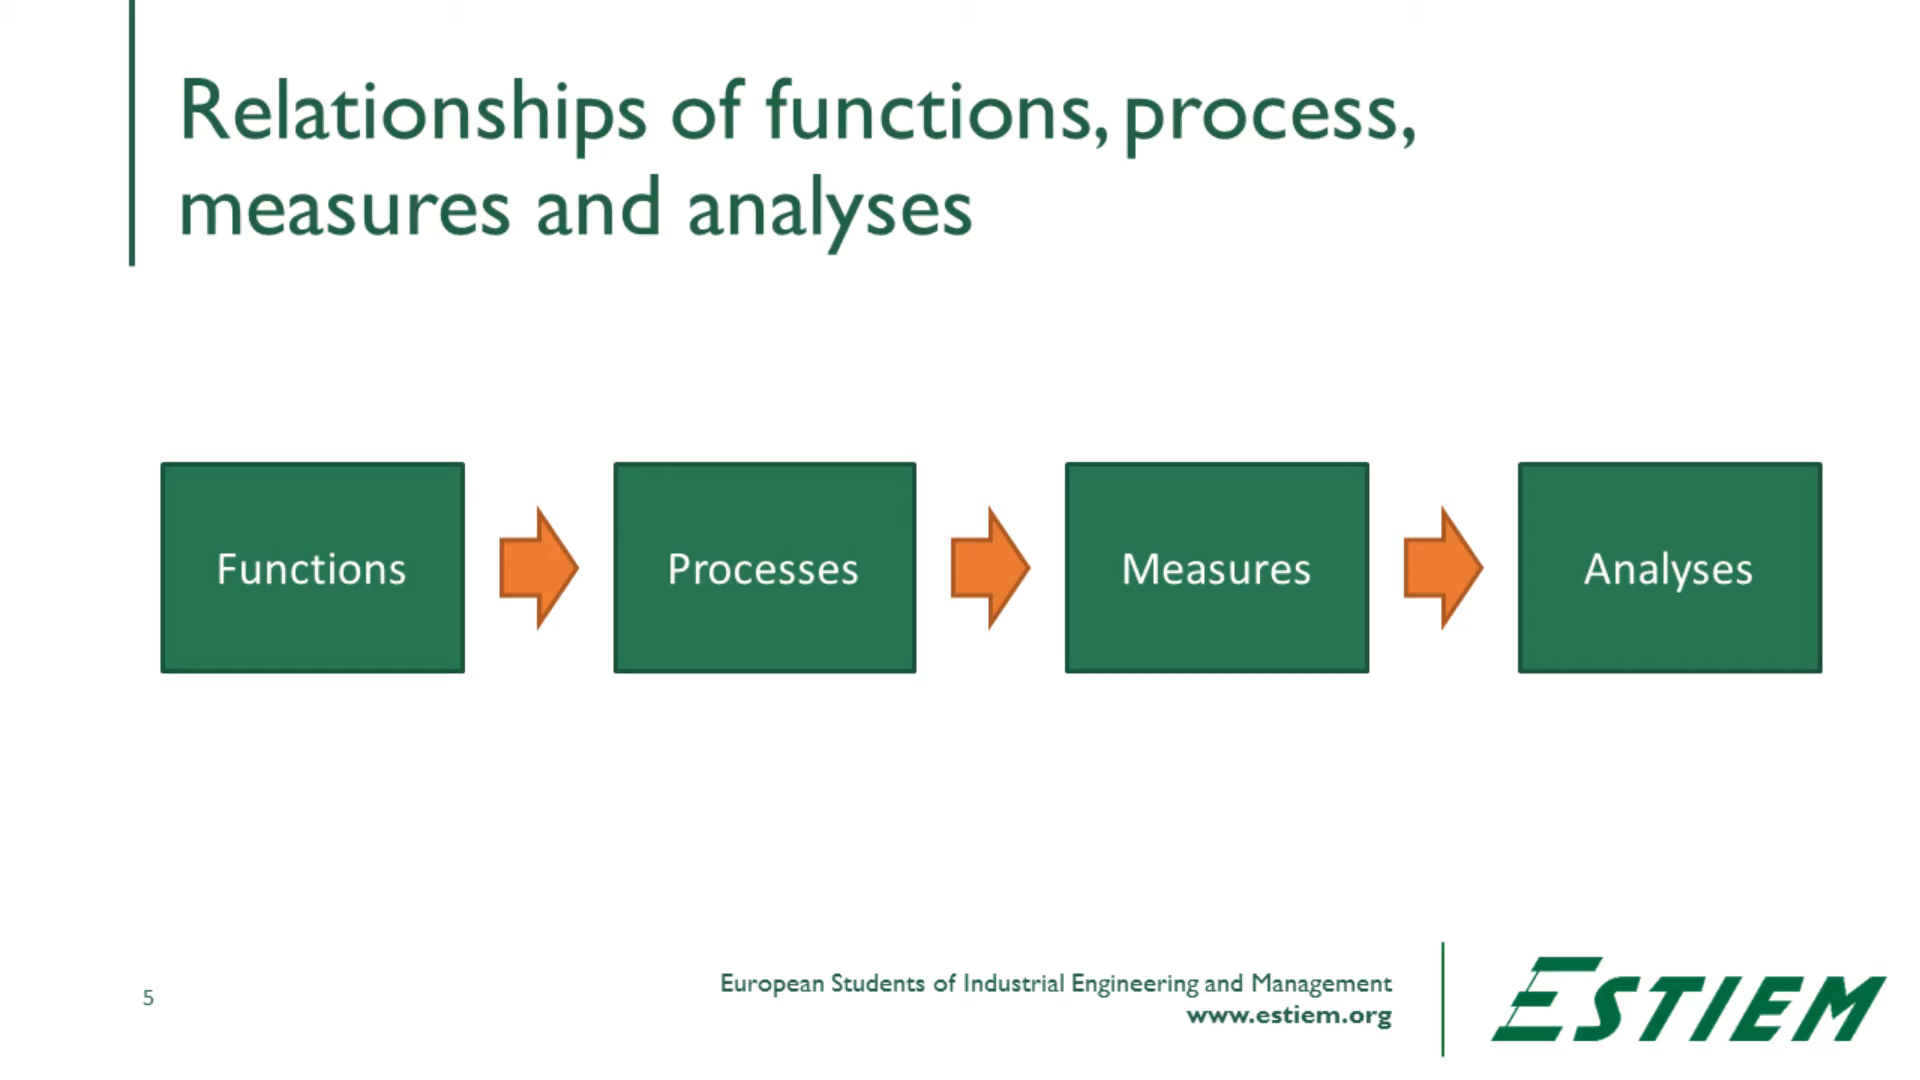 Relationships of functions, process,
measures and analyses
Functions
Processes
Measures
Analyses
5
European Students of Industrial Engineering and Management
www.estiem.org
ESTIEM